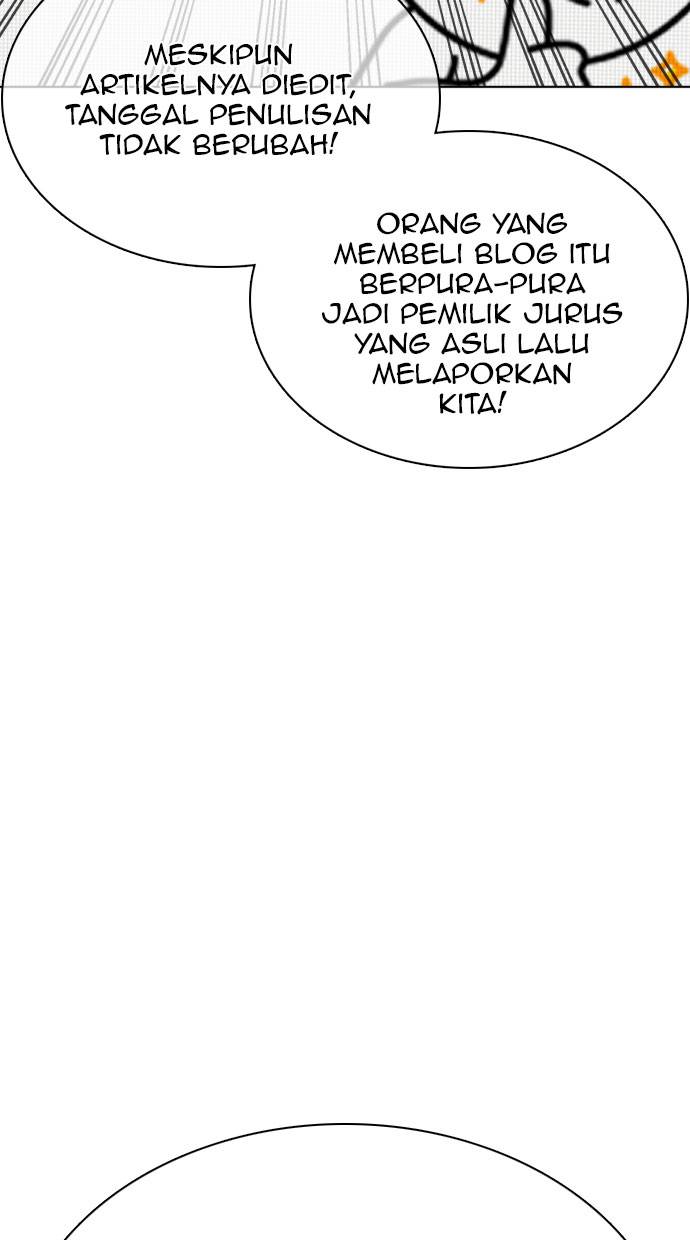 MESKIPUN
ARTIKELNYA DIEDIT,
TANGGAL PENULISAN
TIDAK BERUBAH!
ORANG YANG
MEMBELI BLOG ITU
BERPURA-PURA
JADI PEMILIK JURUS
YANG ASLI LALU
MELAPORKAN
KITA!